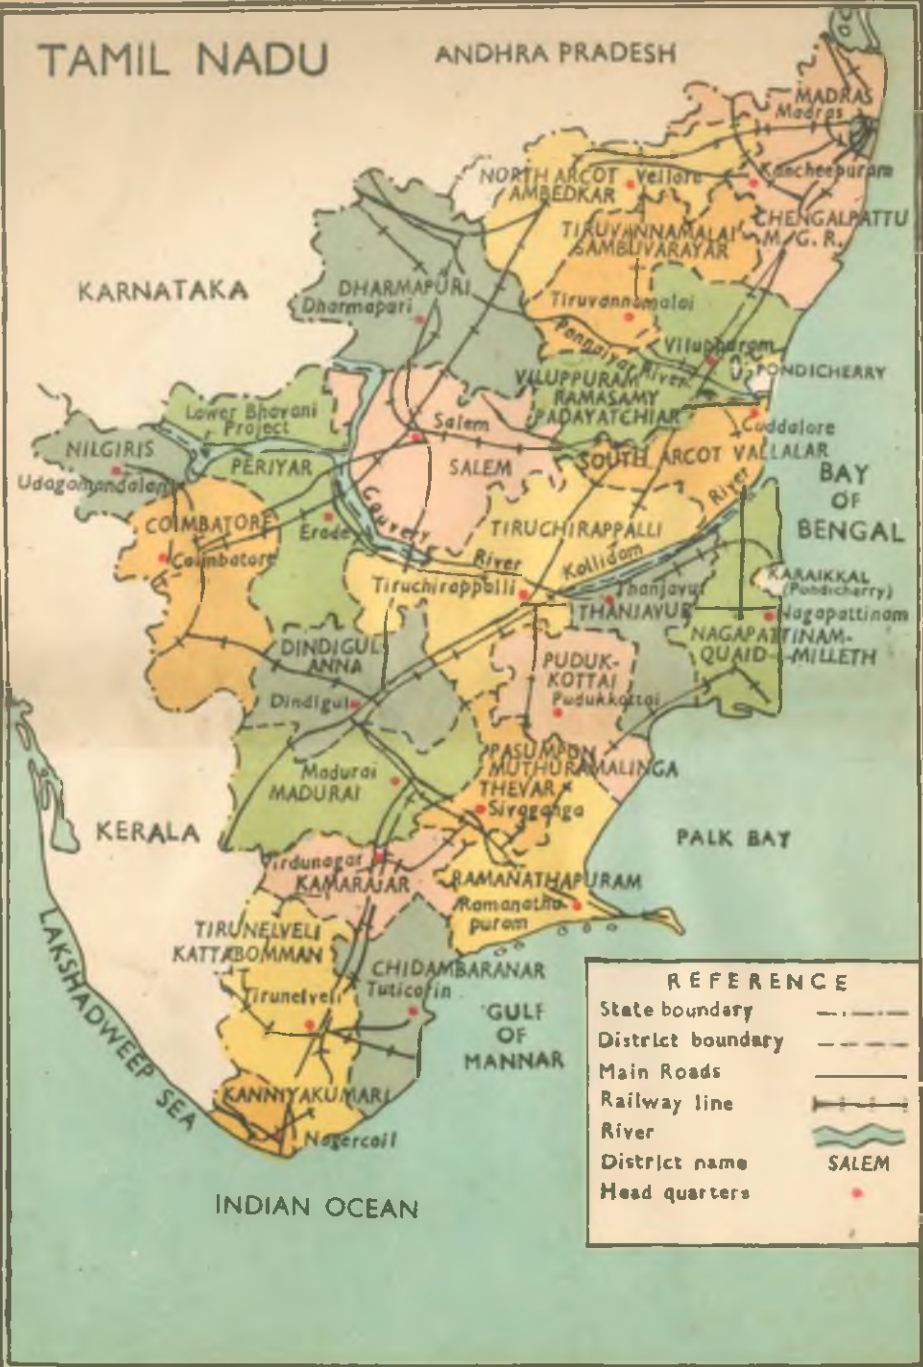 TAMIL NADU
ANDHRA PRADESH
MADRAS
Madras
NORTH ARCOT
AMBEDKAR
Vellore
Kancheepuram
CHENGALPATTU
M. G. R.
TIRUVANNAMALAI
SAMBUVARAYAR
KARNATAKA
DHARMAPURI
Dharmapuri
Tiruvannamalai
Ponnaiyar River
Viluppuram
PONDICHERRY
VILUPPURAM
RAMASAMY
PADAYATCHIAR
Lower Bhavani
Project
Salem
Cuddalore
NILGIRIS
Udagamandalam
PERIYAR
SALEM
SOUTH ARCOT VALLALAR
BAY
OF
BENGAL
COIMBATORE
Coimbatore
Erode
Cauvery
River
TIRUCHIRAPPALLI
Kollidam
River
Tiruchirappalli
Thanjavur
THANJAVUR
KARAIKKAL
(Pondicherry)
Nagapattinam
NAGAPATTINAM-
QUAID-MILLETH
DINDIGUL
ANNA
Dindigul
PUDUK-
KOTTAI
Pudukkottai
PASUMPON
MUTHURAMALINGA
THEVAR
Sivaganga
Madurai
MADURAI
KERALA
PALK BAY
Virdunagar
KAMARAJAR
RAMANATHAPURAM
Ramanatha
puram
TIRUNELVELI
KATTABOMMAN
Tirunelveli
CHIDAMBARANAR
Tuticorin
GULF
OF
MANNAR
LAKSHADWEEP SEA
KANNIYAKUMARI
Nagercoil
INDIAN OCEAN
REFERENCE
State boundary
District boundary
Main Roads
Railway line
River
District name SALEM
Head quarters